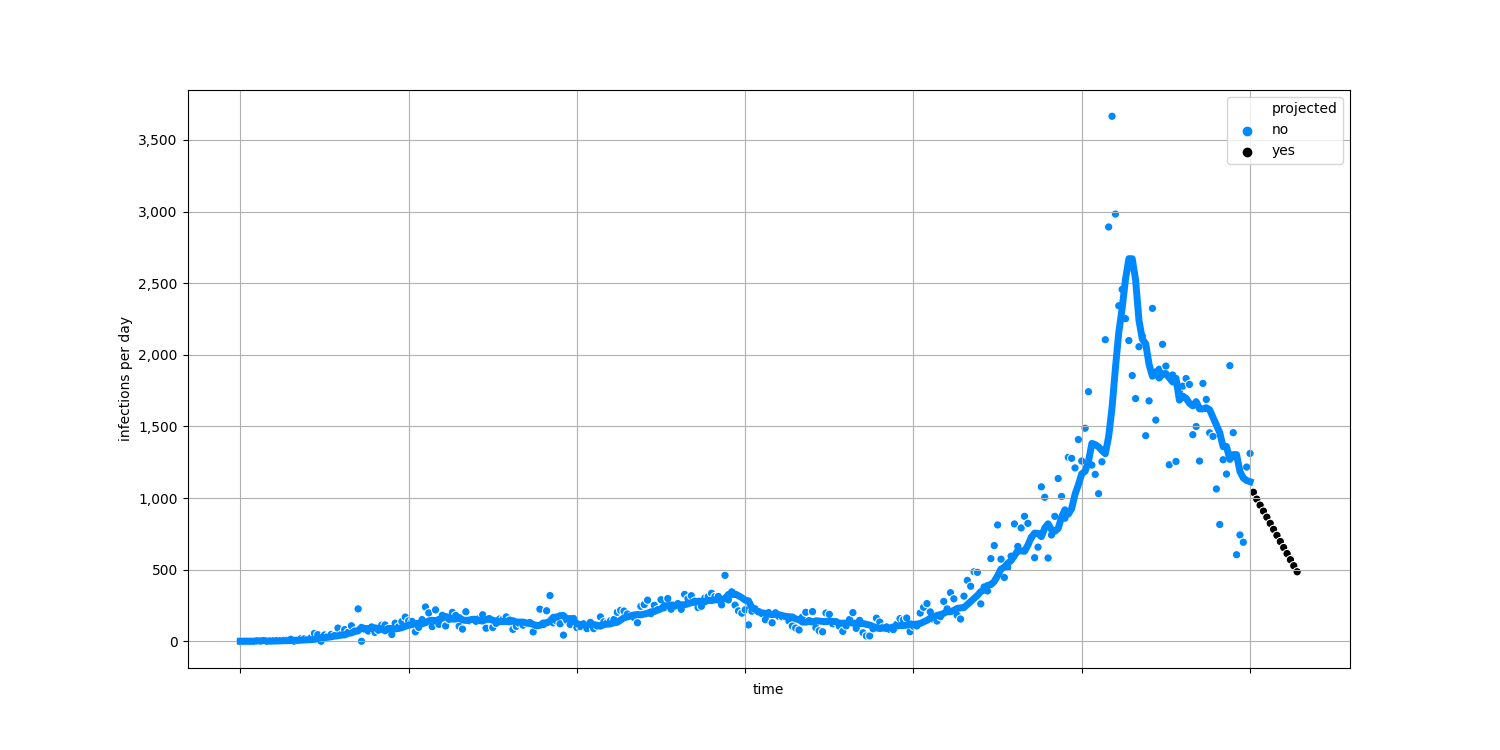 projected
no
yes
3,500
3,000
2,500
2,000
1,500
1,000
500
0
infections per day
time